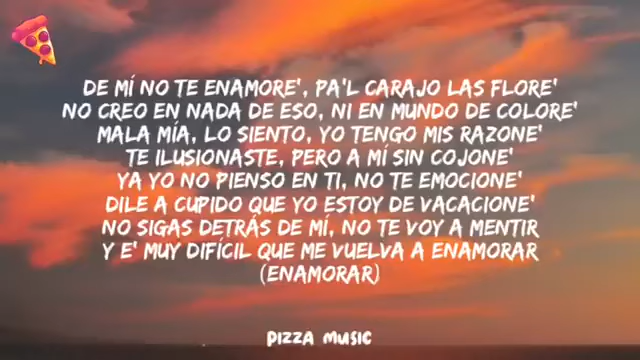 DE MÍ NO TE ENAMORE', PA'L CARAJO LAS FLORE'
NO CREO EN NADA DE ESO, NI EN MUNDO DE COLORE'
MALA MÍA, LO SIENTO, YO TENGO MIS RAZONE'
TE ILUSIONASTE, PERO A MÍ SIN COJONE'
YA YO NO PIENSO EN TI, NO TE EMOCIONE'
DILE A CUPIDO QUE YO ESTOY DE VACACIONE'
NO SIGAS DETRÁS DE MÍ, NO TE VOY A MENTIR
Y E' MUY DIFÍCIL QUE ME VUELVA A ENAMORAR
(ENAMORAR)
PIZZA MUSIC